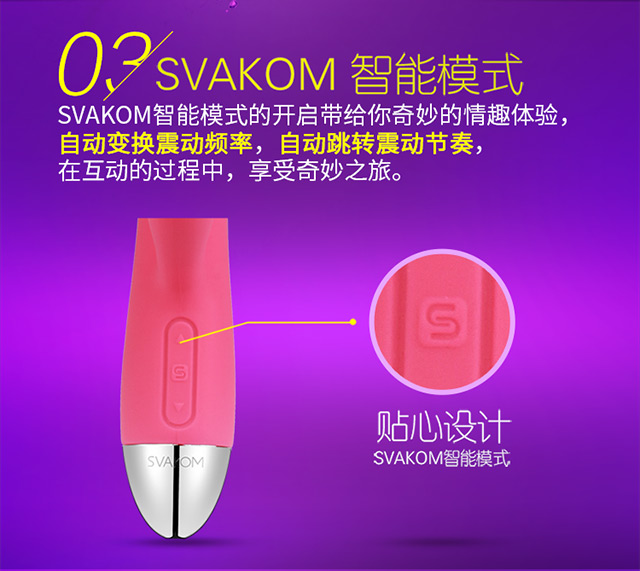 03 SVAKOM 智能模式
SVAKOM智能模式的开启带给你奇妙的情趣体验，
自动变换震动频率，自动跳转震动节奏，
在互动的过程中，享受奇妙之旅。
S
S
SVAKOM
贴心设计
SVAKOM智能模式